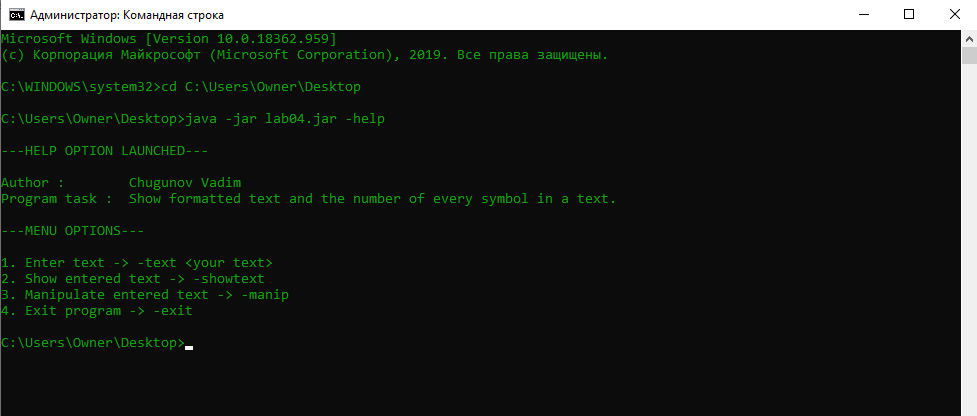 Администратор: Командная строка
Microsoft Windows [Version 10.0.18362.959]
(c) Корпорация Майкрософт (Microsoft Corporation), 2019. Все права защищены.
C:\WINDOWS\system32>cd C:\Users\Owner\Desktop
C:\Users\Owner\Desktop>java -jar lab04.jar -help
---HELP OPTION LAUNCHED---
Author :        Chugunov Vadim
Program task :  Show formatted text and the number of every symbol in a text.
---MENU OPTIONS---
1. Enter text -> -text <your text>
2. Show entered text -> -showtext
3. Manipulate entered text -> -manip
4. Exit program -> -exit
C:\Users\Owner\Desktop>